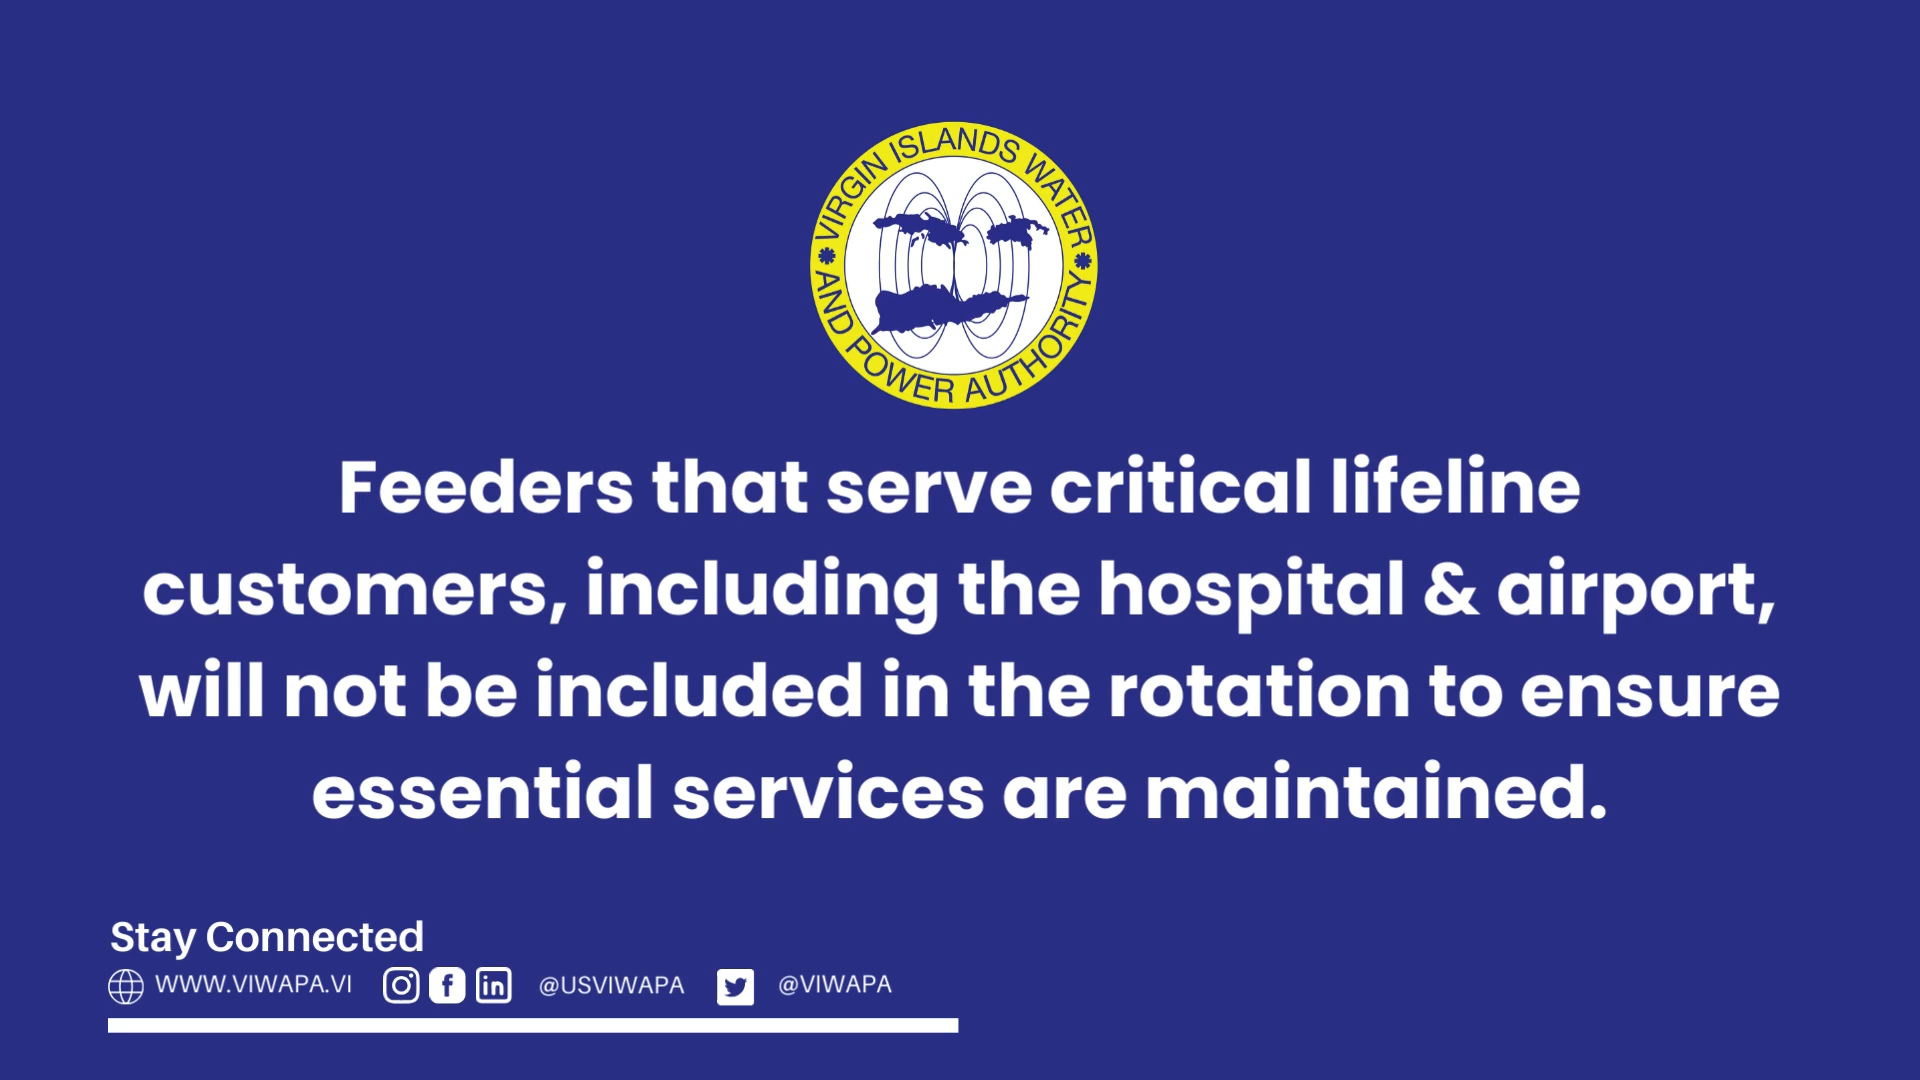 VIRGIN ISLANDS WATER
AND POWER AUTHORITY
Feeders that serve critical lifeline
customers, including the hospital & airport,
will not be included in the rotation to ensure
essential services are maintained.
Stay Connected
WWW.VIWAPA.VI @USVIWAPA @VIWAPA